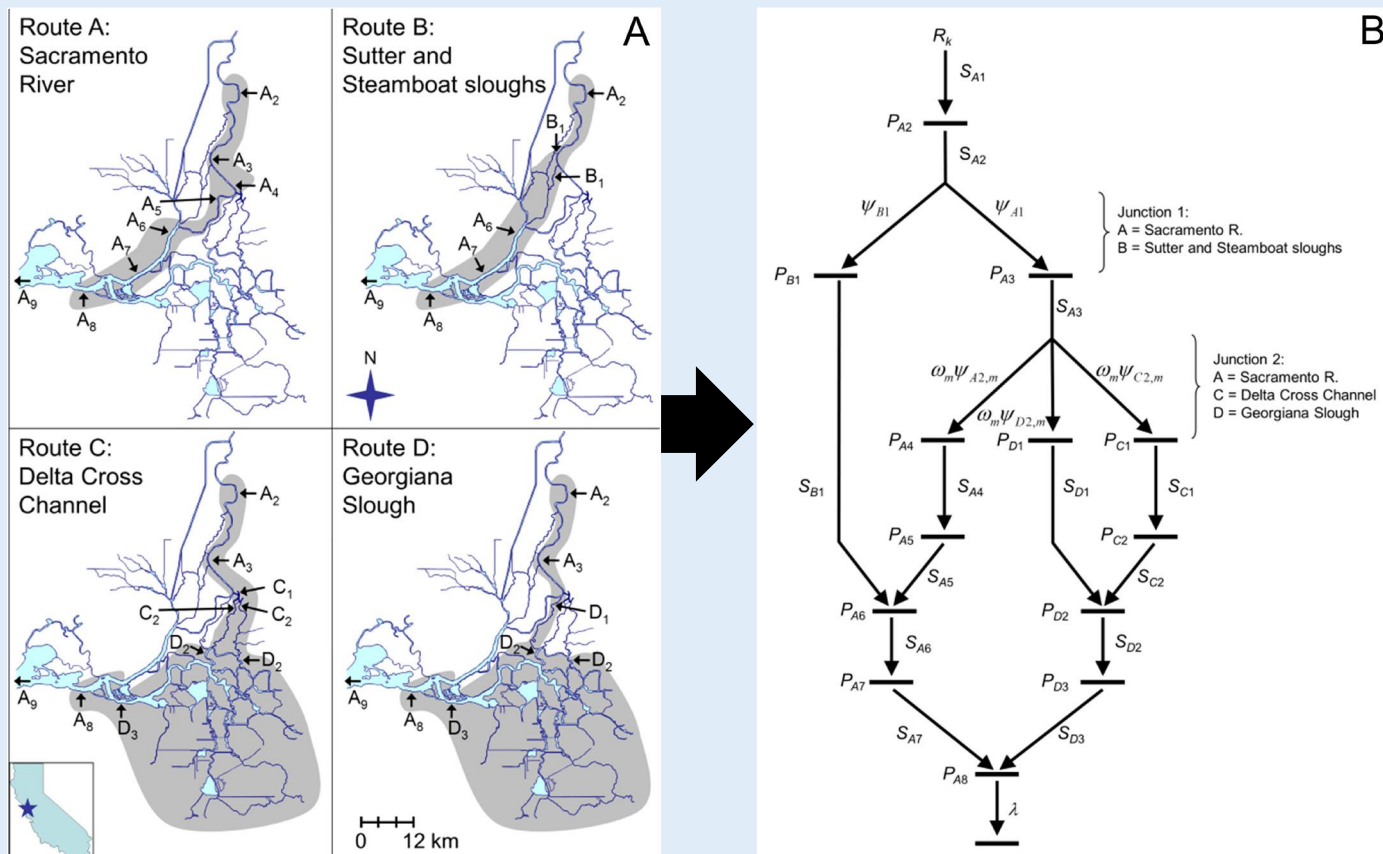 A
Route A:
Sacramento
River
A2
A3
A4
A5
A6
A7
A9
A8
Route B:
Sutter and
Steamboat sloughs
A2
B1
B1
A6
A7
A9
A8
N
Route C:
Delta Cross
Channel
A2
A3
C1
C2
C2
D2
D2
A9
A8
D3
Route D:
Georgiana
Slough
A2
A3
D1
D2
D2
A9
A8
D3
0 12 km
B
Rk
SA1
PA2
SA2
ψB1 ψA1
Junction 1:
A = Sacramento R.
B = Sutter and Steamboat sloughs
PB1 PA3
SA3
Junction 2:
A = Sacramento R.
C = Delta Cross Channel
D = Georgiana Slough
ωmψA2,m ωmψC2,m
ωmψD2,m
PA4 PD1 PC1
SB1 SA4 SD1 SC1
PA5 PC2
SA5 SC2
PA6 PD2
SA6 SD2
PA7 PD3
SA7 SD3
PA8
λ